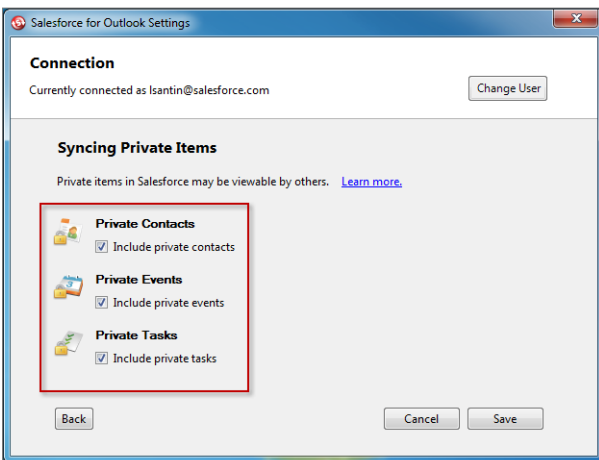 Salesforce for Outlook Settings
Connection
Currently connected as lsantin@salesforce.com
Change User
Syncing Private Items
Private items in Salesforce may be viewable by others. Learn more.
Private Contacts
Include private contacts
Private Events
Include private events
Private Tasks
Include private tasks
Back
Cancel
Save